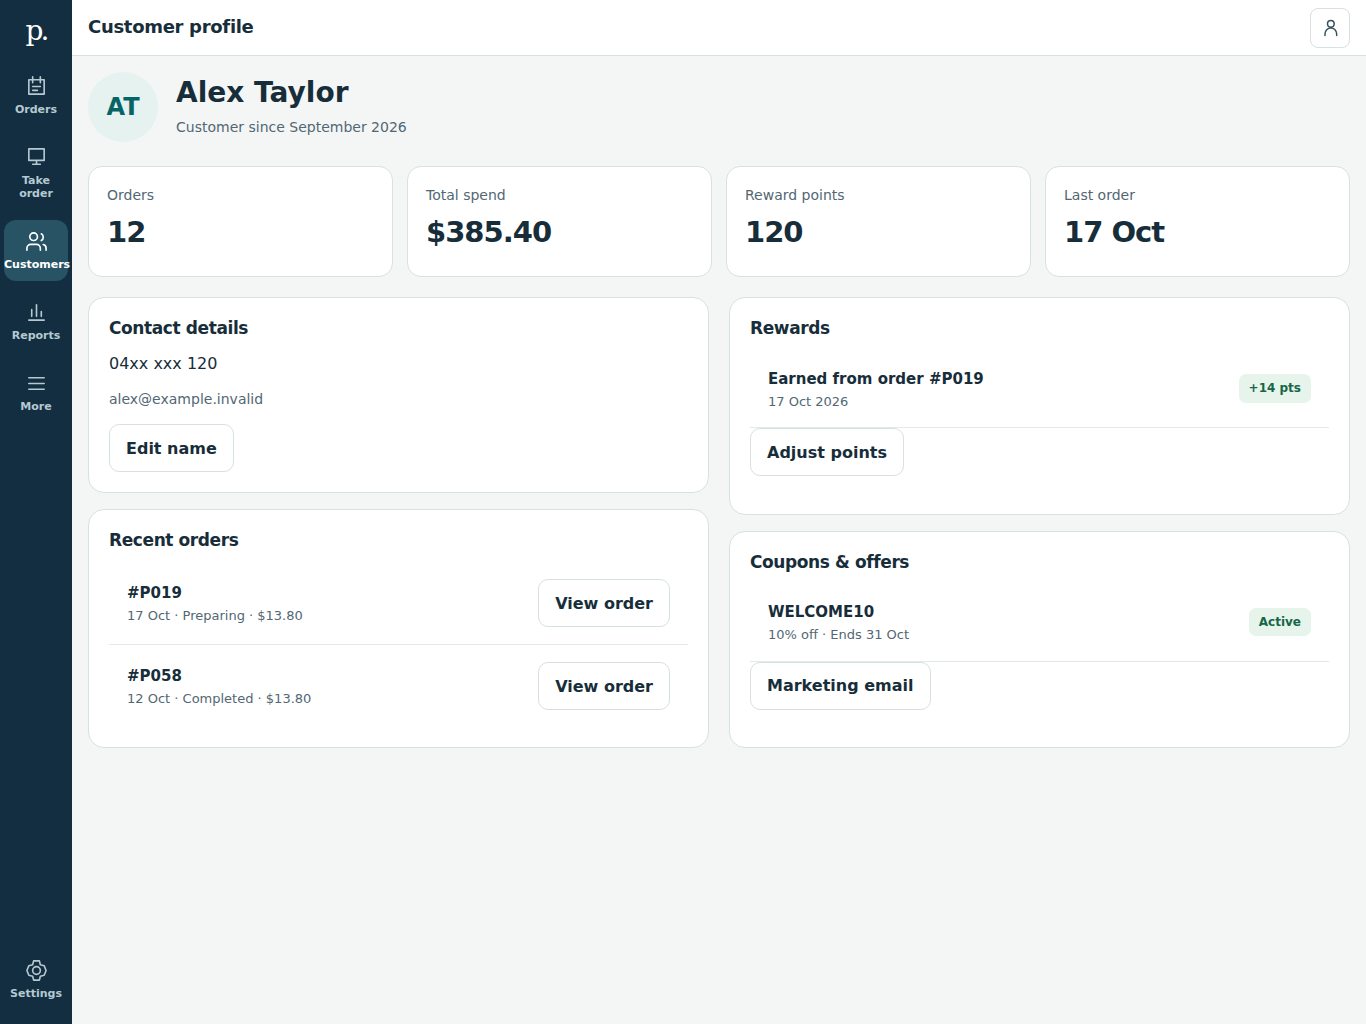 p.
Customer profile
Orders
Take
order
Customers
Reports
More
Settings
AT
Alex Taylor
Customer since September 2026
Orders
12
Total spend
$385.40
Reward points
120
Last order
17 Oct
Contact details
04xx xxx 120
alex@example.invalid
Edit name
Recent orders
#P019
17 Oct · Preparing · $13.80
View order
#P058
12 Oct · Completed · $13.80
View order
Rewards
Earned from order #P019
17 Oct 2026
+14 pts
Adjust points
Coupons & offers
WELCOME10
10% off · Ends 31 Oct
Active
Marketing email